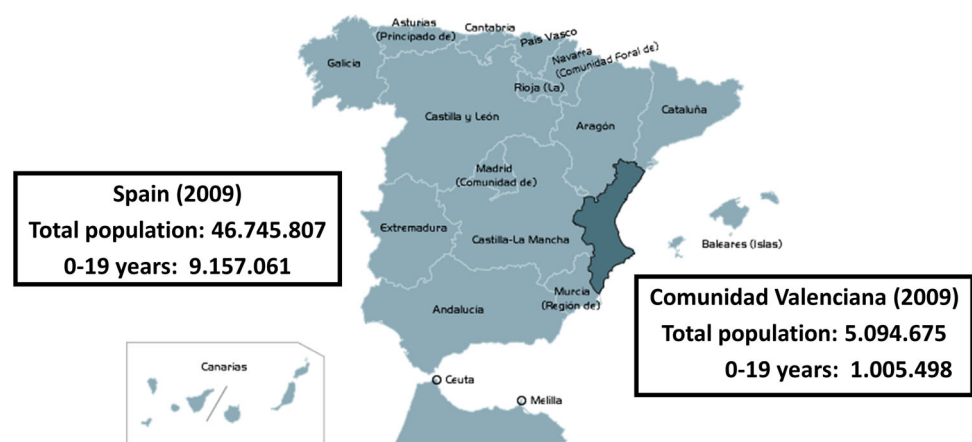 Asturias
(Principado de)
Cantabria
País Vasco
Navarra
(Comunidad Foral de)
Galicia
Rioja (La)
Castilla y León
Aragón
Cataluña
Madrid
(Comunidad de)
Spain (2009)
Total population: 46.745.807
0-19 years: 9.157.061
Extremadura
Castilla-La Mancha
Baleares (Islas)
Murcia
(Región de)
Andalucía
Comunidad Valenciana (2009)
Total population: 5.094.675
0-19 years: 1.005.498
Canarias
Ceuta
Melilla